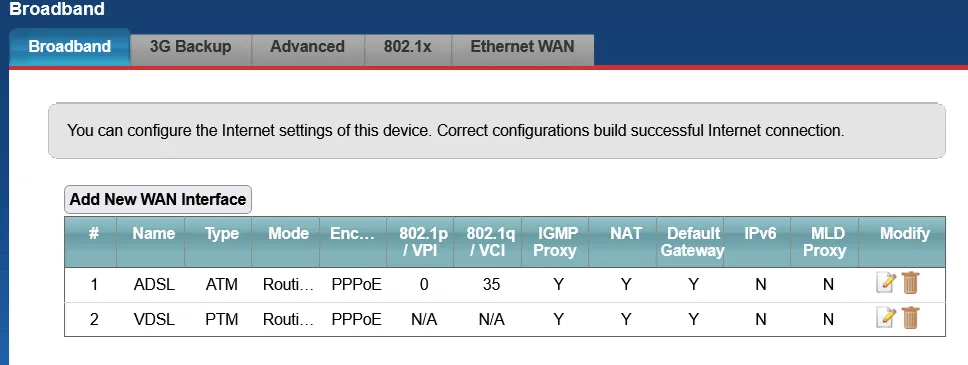 Broadband
Broadband 3G Backup Advanced 802.1x Ethernet WAN
You can configure the Internet settings of this device. Correct configurations build successful Internet connection.
Add New WAN Interface
# Name Type Mode Enc... 802.1p / VPI 802.1q / VCI IGMP Proxy NAT Default Gateway IPv6 MLD Proxy Modify
1 ADSL ATM Routi... PPPoE 0 35 Y Y Y N N
2 VDSL PTM Routi... PPPoE N/A N/A Y Y Y N N